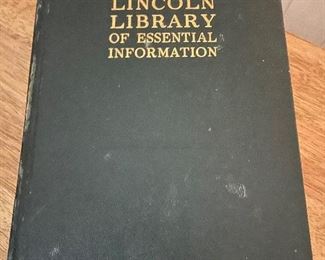 LINCOLN
LIBRARY
OF ESSENTIAL
INFORMATION